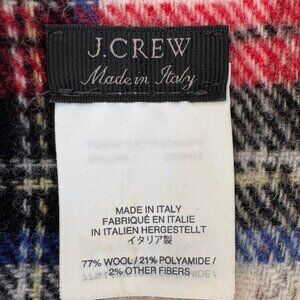 J.CREW
Made in Italy
MADE IN ITALY
FABRIQUÉ EN ITALIE
IN ITALIEN HERGESTELLT
イタリア製
77% WOOL / 21% POLYAMIDE /
2% OTHER FIBERS